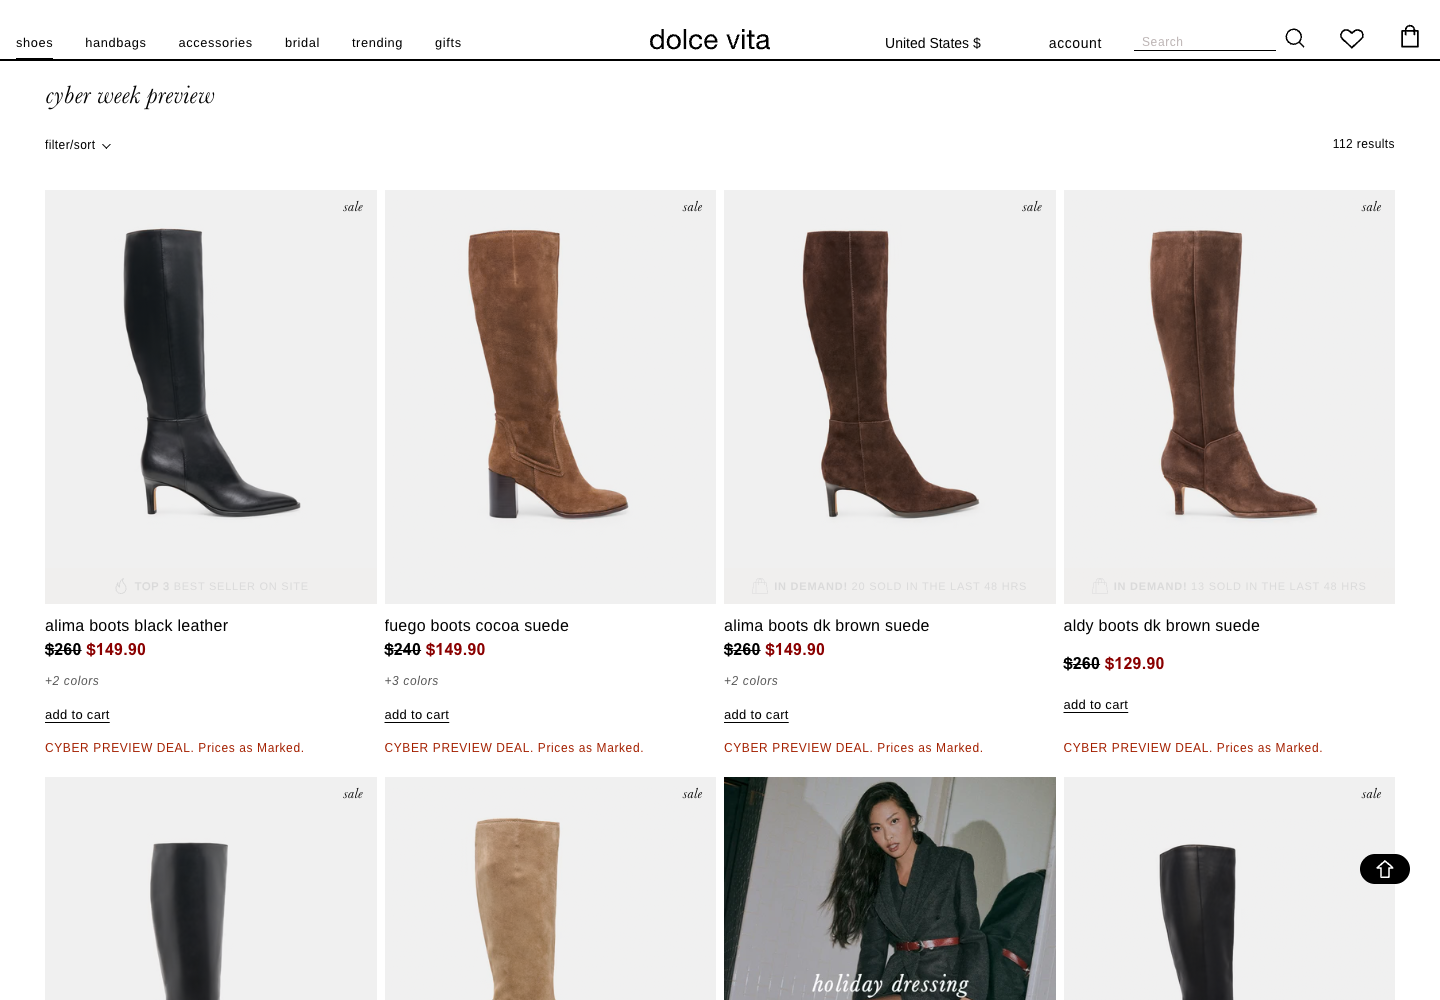 shoes handbags accessories bridal trending gifts dolce vita United States $ account Search
cyber week preview
filter/sort 112 results
sale sale sale sale
TOP 3 BEST SELLER ON SITE IN DEMAND! 20 SOLD IN THE LAST 48 HRS IN DEMAND! 13 SOLD IN THE LAST 48 HRS
alima boots black leather fuego boots cocoa suede alima boots dk brown suede aldy boots dk brown suede
$260 $149.90 $240 $149.90 $260 $149.90 $260 $129.90
+2 colors +3 colors +2 colors
add to cart add to cart add to cart add to cart
CYBER PREVIEW DEAL. Prices as Marked. CYBER PREVIEW DEAL. Prices as Marked. CYBER PREVIEW DEAL. Prices as Marked. CYBER PREVIEW DEAL. Prices as Marked.
sale sale sale
holiday dressing